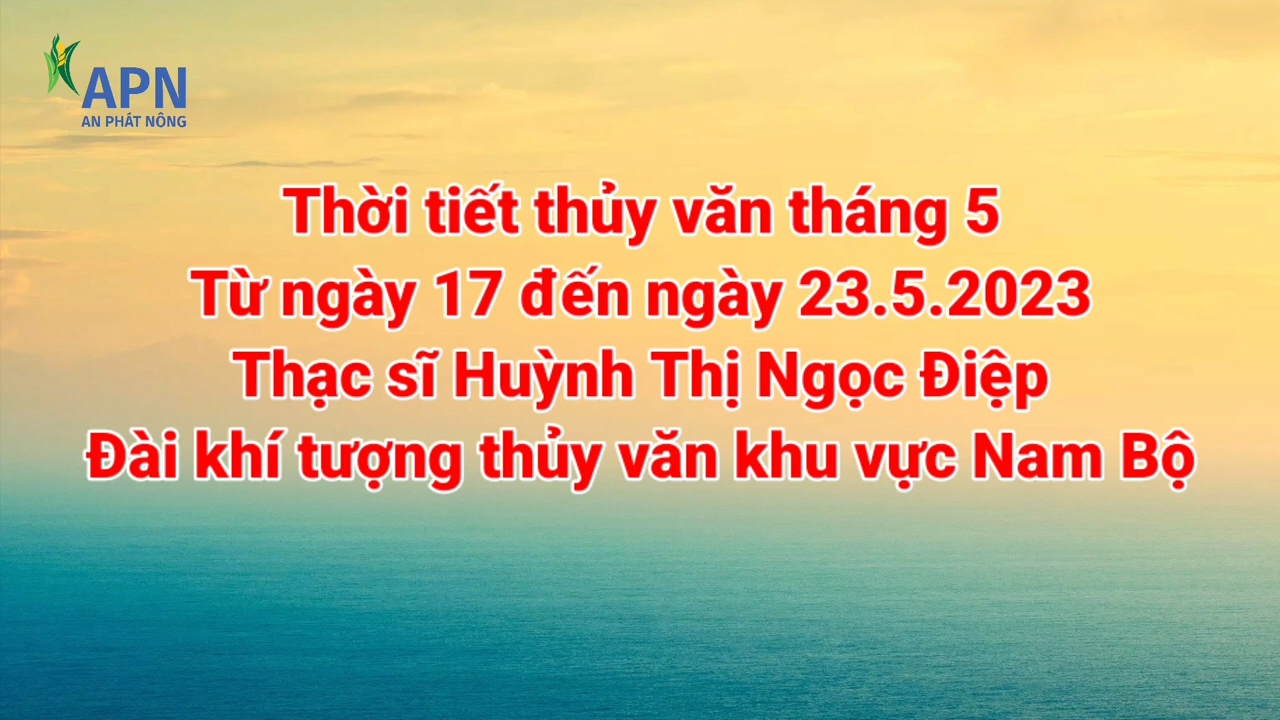 APN
AN PHÁT NÔNG
Thời tiết thủy văn tháng 5
Từ ngày 17 đến ngày 23.5.2023
Thạc sĩ Huỳnh Thị Ngọc Điệp
Đài khí tượng thủy văn khu vực Nam Bộ